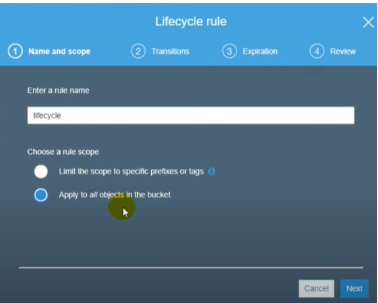 Lifecycle rule
1 Name and scope 2 Transitions 3 Expiration 4 Review
Enter a rule name
lifecycle
Choose a rule scope
Limit the scope to specific prefixes or tags
Apply to all objects in the bucket
Cancel Next